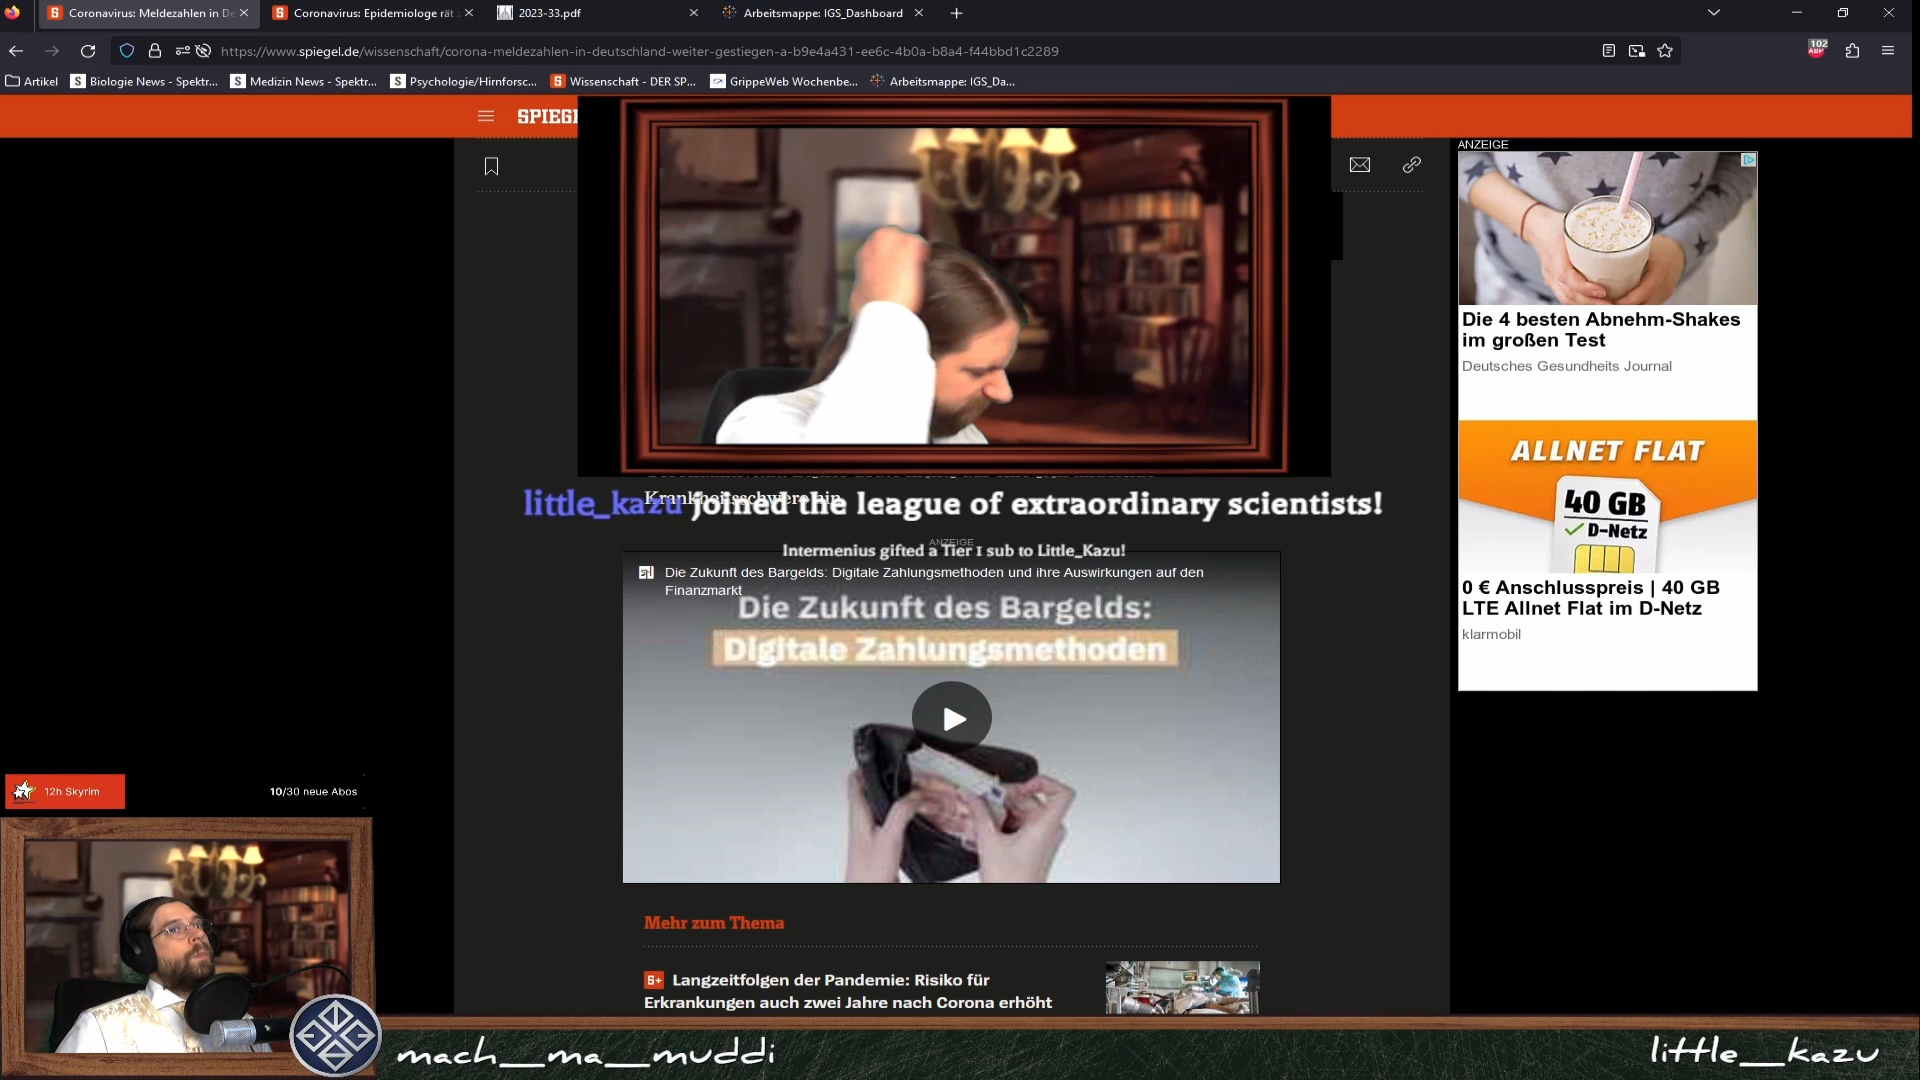 Coronavirus: Meldezahlen in De
Coronavirus: Epidemiologe rät
2023-33.pdf
Arbeitsmappe: IGS_Dashboard
https://www.spiegel.de/wissenschaft/corona-meldezahlen-in-deutschland-weiter-gestiegen-a-b9e4a431-ee6c-4b0a-b8a4-f44bbd1c2289
102
ABP
Artikel
Biologie News - Spektr...
Medizin News - Spektr...
Psychologie/Hirnforsc...
Wissenschaft - DER SP...
GrippeWeb Wochenbe...
Arbeitsmappe: IGS_Da...
SPIEGE
ANZEIGE
Die 4 besten Abnehm-Shakes
im großen Test
Deutsches Gesundheits Journal
ALLNET FLAT
40 GB
D-Netz
0 € Anschlusspreis | 40 GB
LTE Allnet Flat im D-Netz
klarmobil
Krankheitsschwere hin.
little_kazu joined the league of extraordinary scientists!
ANZEIGE
Intermenius gifted a Tier 1 sub to Little_Kazu!
Die Zukunft des Bargelds: Digitale Zahlungsmethoden und ihre Auswirkungen auf den
Finanzmarkt
Die Zukunft des Bargelds:
Digitale Zahlungsmethoden
12h Skyrim
10/30 neue Abos
Mehr zum Thema
S+ Langzeitfolgen der Pandemie: Risiko für
Erkrankungen auch zwei Jahre nach Corona erhöht
mach__ma__muddi
little__kazu